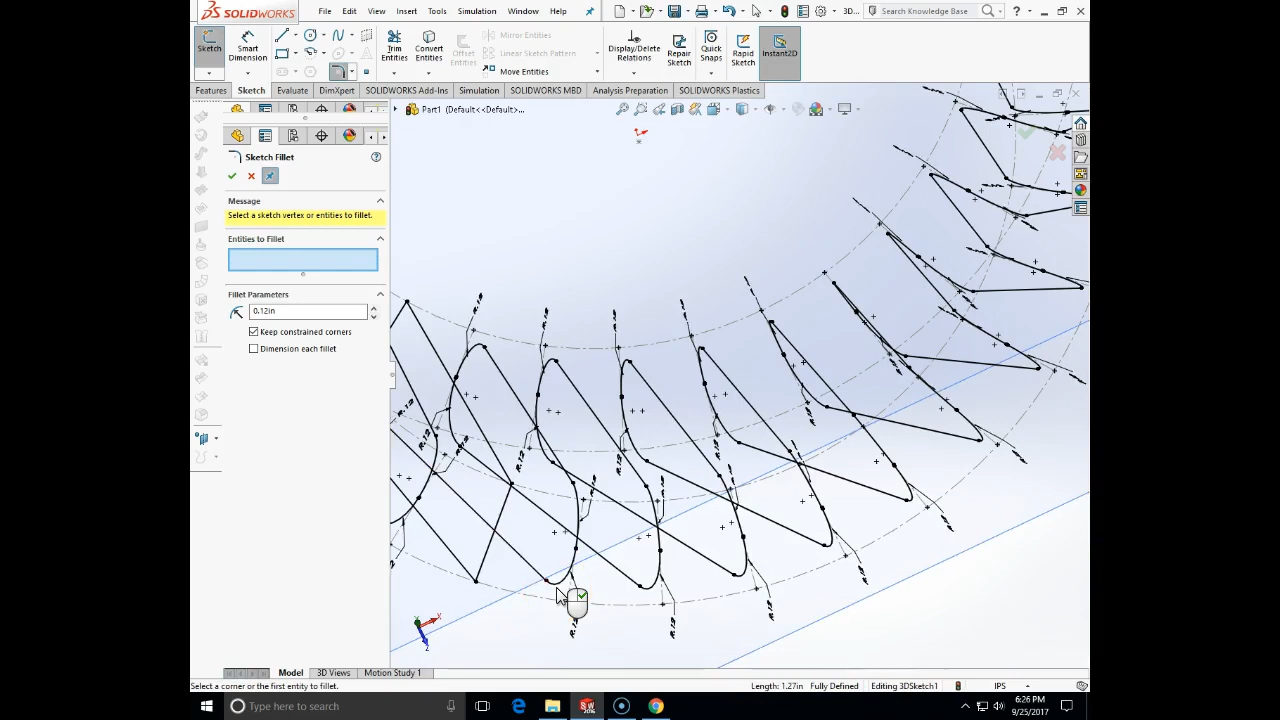 SOLIDWORKS File Edit View Insert Tools Simulation Window Help 3D... Search Knowledge Base ?
Sketch Smart Dimension Trim Entities Convert Entities Offset Entities Mirror Entities Linear Sketch Pattern Move Entities Display/Delete Relations Repair Sketch Quick Snaps Rapid Sketch Instant2D
Features Sketch Evaluate DimXpert SOLIDWORKS Add-Ins Simulation SOLIDWORKS MBD Analysis Preparation SOLIDWORKS Plastics
Part1 (Default<<Default>...
Sketch Fillet
Message
Select a sketch vertex or entities to fillet.
Entities to Fillet
Fillet Parameters
0.12in
Keep constrained corners
Dimension each fillet
Model 3D Views Motion Study 1
Select a corner or the first entity to fillet. Length: 1.27in Fully Defined Editing 3DSketch1 IPS
Type here to search
6:26 PM
9/25/2017